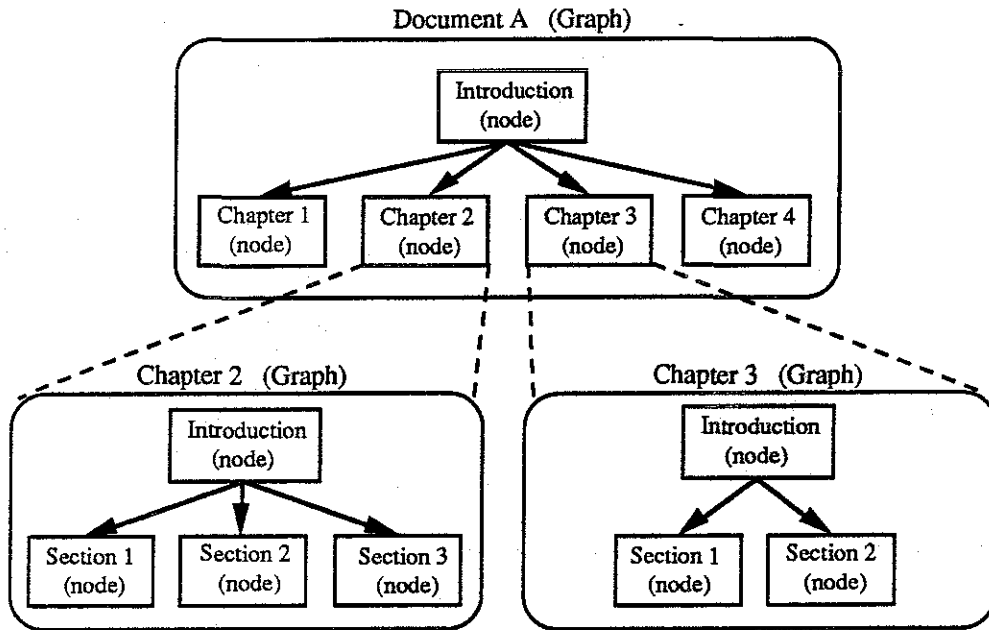 Document A (Graph)
Introduction
(node)
Chapter 1
(node)
Chapter 2
(node)
Chapter 3
(node)
Chapter 4
(node)
Chapter 2 (Graph)
Introduction
(node)
Section 1
(node)
Section 2
(node)
Section 3
(node)
Chapter 3 (Graph)
Introduction
(node)
Section 1
(node)
Section 2
(node)